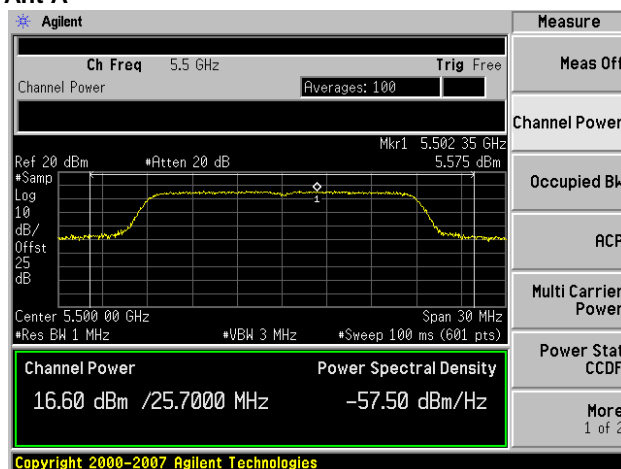 Agilent
Measure
Ch Freq 5.5 GHz Trig Free
Meas Off
Channel Power Averages: 100
Channel Power
Mkr1 5.502 35 GHz
Ref 20 dBm #Atten 20 dB 5.575 dBm
#Samp
Log
10
dB/
Offst
25
dB
1
Occupied
ACP
Multi Carrier
Power
Center 5.500 00 GHz Span 30 MHz
#Res BW 1 MHz #VBW 3 MHz #Sweep 100 ms (601 pts)
Power Stat
CCDF
Channel Power Power Spectral Density
16.60 dBm /25.7000 MHz -57.50 dBm/Hz
More
1 of 2
Copyright 2000-2007 Agilent Technologies